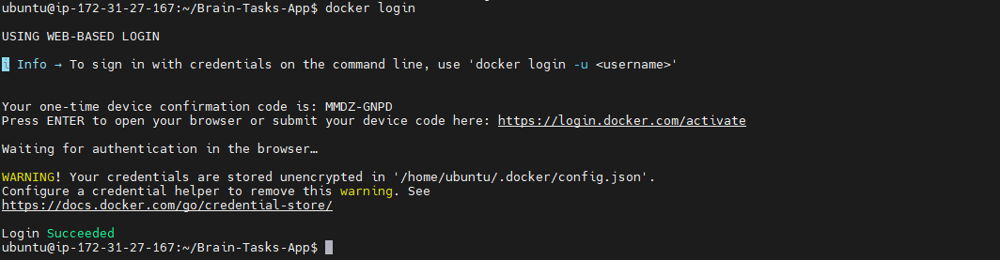 ubuntu@ip-172-31-27-167:~/Brain-Tasks-App$ docker login
USING WEB-BASED LOGIN
i Info → To sign in with credentials on the command line, use 'docker login -u <username>'
Your one-time device confirmation code is: MMDZ-GNPD
Press ENTER to open your browser or submit your device code here: https://login.docker.com/activate
Waiting for authentication in the browser…
WARNING! Your credentials are stored unencrypted in '/home/ubuntu/.docker/config.json'.
Configure a credential helper to remove this warning. See
https://docs.docker.com/go/credential-store/
Login Succeeded
ubuntu@ip-172-31-27-167:~/Brain-Tasks-App$